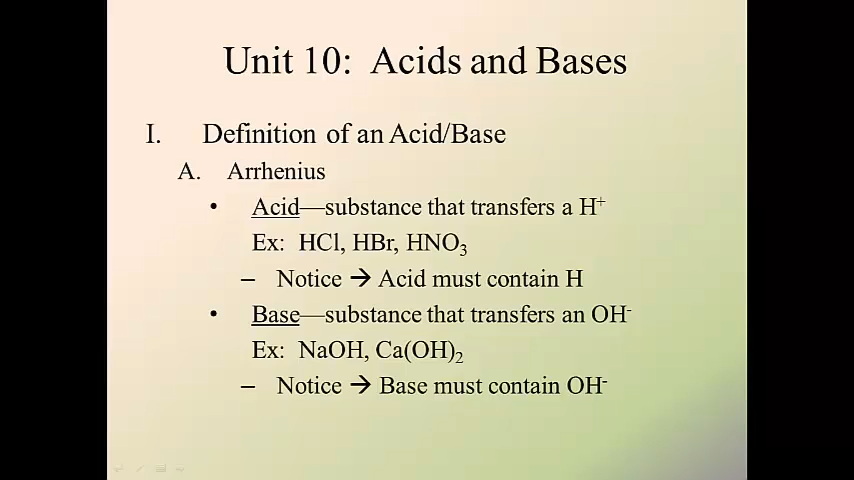 Unit 10: Acids and Bases
I. Definition of an Acid/Base
A. Arrhenius
• Acid—substance that transfers a H⁺
Ex: HCl, HBr, HNO₃
– Notice → Acid must contain H
• Base—substance that transfers an OH⁻
Ex: NaOH, Ca(OH)₂
– Notice → Base must contain OH⁻